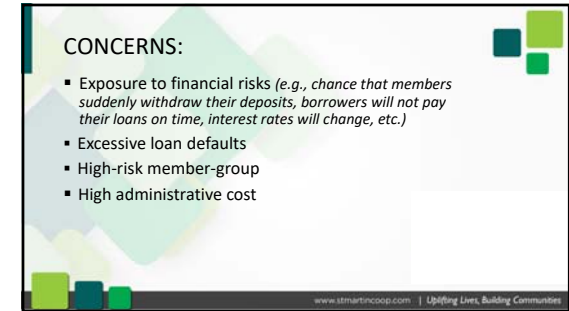 CONCERNS:
▪ Exposure to financial risks (e.g., chance that members
suddenly withdraw their deposits, borrowers will not pay
their loans on time, interest rates will change, etc.)
▪ Excessive loan defaults
▪ High-risk member-group
▪ High administrative cost
www.stmartincoop.com | Uplifting Lives, Building Communities